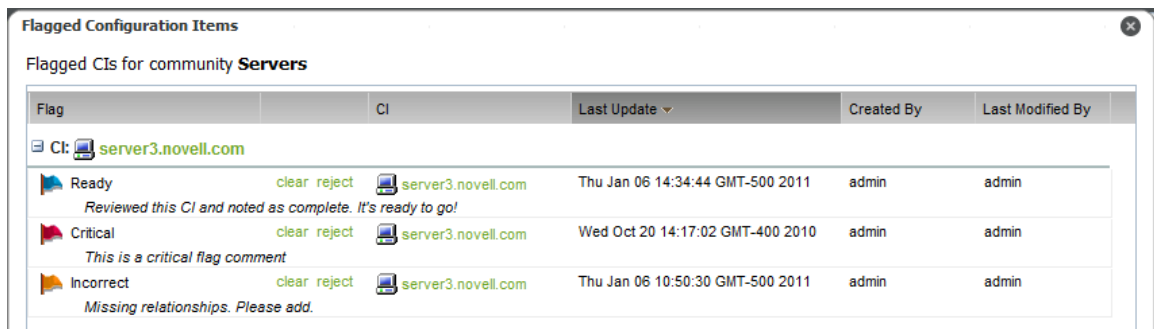 Flagged Configuration Items
Flagged CIs for community Servers
Flag CI Last Update Created By Last Modified By
CI: server3.novell.com
Ready clear reject server3.novell.com Thu Jan 06 14:34:44 GMT-500 2011 admin admin
Reviewed this CI and noted as complete. It's ready to go!
Critical clear reject server3.novell.com Wed Oct 20 14:17:02 GMT-400 2010 admin admin
This is a critical flag comment
Incorrect clear reject server3.novell.com Thu Jan 06 10:50:30 GMT-500 2011 admin admin
Missing relationships. Please add.